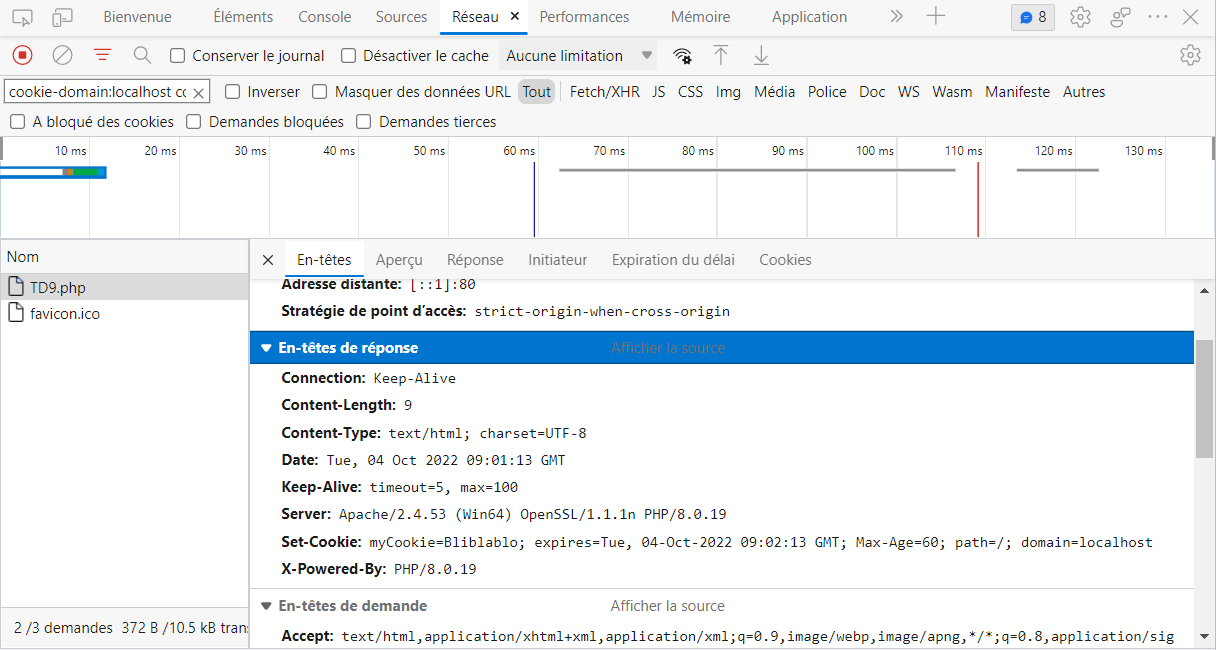 Bienvenue Éléments Console Sources Réseau Performances Mémoire Application 8
Conserver le journal Désactiver le cache Aucune limitation
cookie-domain:localhost cc Inverser Masquer des données URL Tout Fetch/XHR JS CSS Img Média Police Doc WS Wasm Manifeste Autres
A bloqué des cookies Demandes bloquées Demandes tierces
10 ms 20 ms 30 ms 40 ms 50 ms 60 ms 70 ms 80 ms 90 ms 100 ms 110 ms 120 ms 130 ms
Nom
TD9.php
favicon.ico
2 /3 demandes 372 B /10.5 kB tran
En-têtes Aperçu Réponse Initiateur Expiration du délai Cookies
Adresse distante: [::1]:80
Stratégie de point d’accès: strict-origin-when-cross-origin
En-têtes de réponse Afficher la source
Connection: Keep-Alive
Content-Length: 9
Content-Type: text/html; charset=UTF-8
Date: Tue, 04 Oct 2022 09:01:13 GMT
Keep-Alive: timeout=5, max=100
Server: Apache/2.4.53 (Win64) OpenSSL/1.1.1n PHP/8.0.19
Set-Cookie: myCookie=Bliblablo; expires=Tue, 04-Oct-2022 09:02:13 GMT; Max-Age=60; path=/; domain=localhost
X-Powered-By: PHP/8.0.19
En-têtes de demande Afficher la source
Accept: text/html,application/xhtml+xml,application/xml;q=0.9,image/webp,image/apng,*/*;q=0.8,application/sig